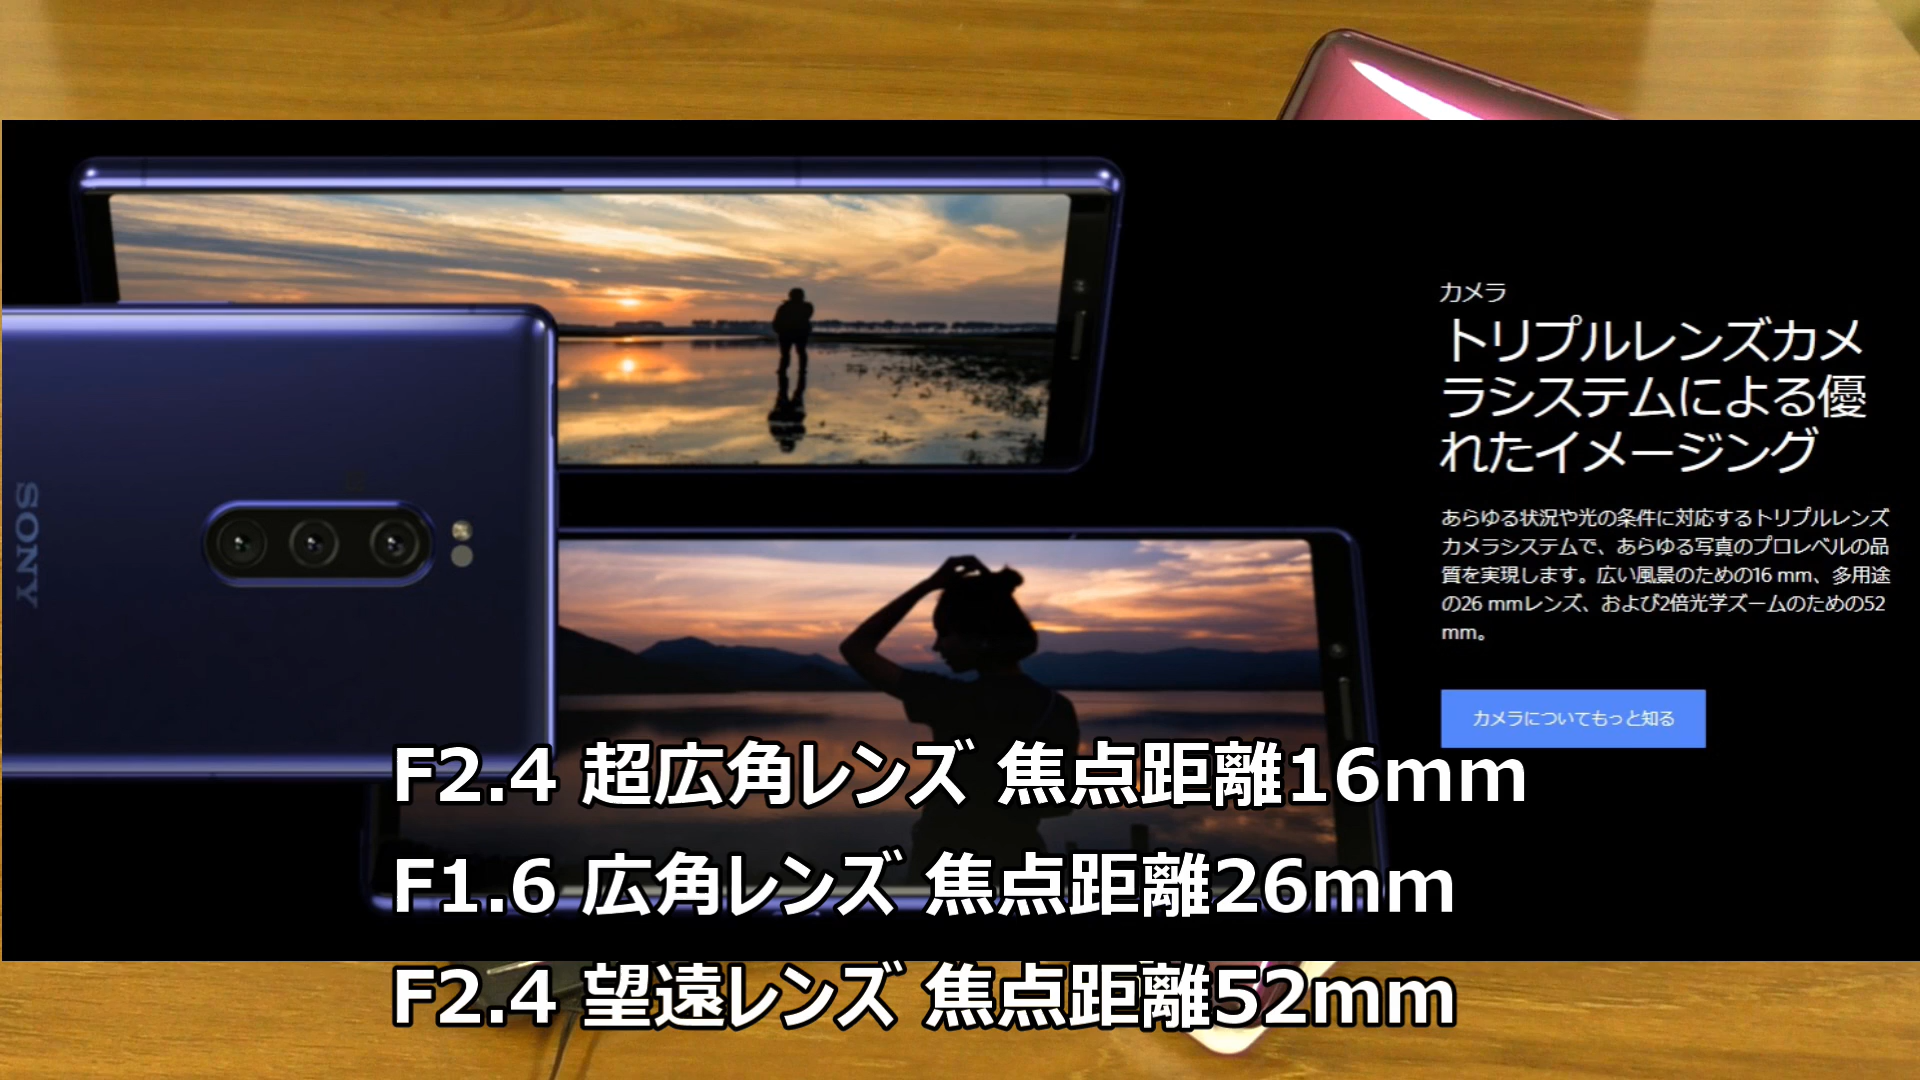 SONY
カメラ
トリプルレンズカメ
ラシステムによる優
れたイメージング
あらゆる状況や光の条件に対応するトリプルレンズ
カメラシステムで、あらゆる写真のプロレベルの品
質を実現します。広い風景のための16 mm、多用途
の26 mmレンズ、および2倍光学ズームのための52
mm。
カメラについてもっと知る
F2.4 超広角レンズ 焦点距離16mm
F1.6 広角レンズ 焦点距離26mm
F2.4 望遠レンズ 焦点距離52mm